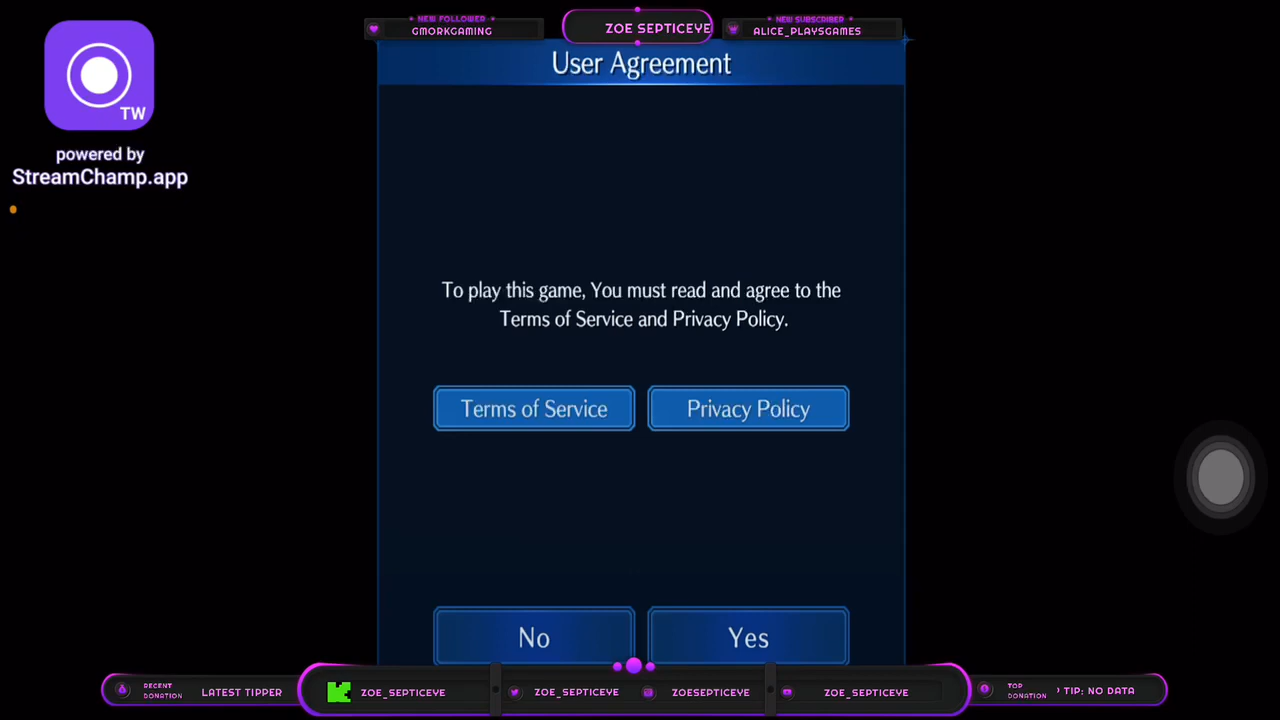 NEW FOLLOWER
GMORKGAMING
ZOE SEPTICEYE
NEW SUBSCRIBER
ALICE_PLAYSGAMES
TW
powered by
StreamChamp.app
User Agreement
To play this game, You must read and agree to the
Terms of Service and Privacy Policy.
Terms of Service
Privacy Policy
No
Yes
RECENT
DONATION
LATEST TIPPER
ZOE_SEPTICEYE
ZOE_SEPTICEYE
ZOESEPTICEYE
ZOE_SEPTICEYE
TOP
DONATION
TIP: NO DATA